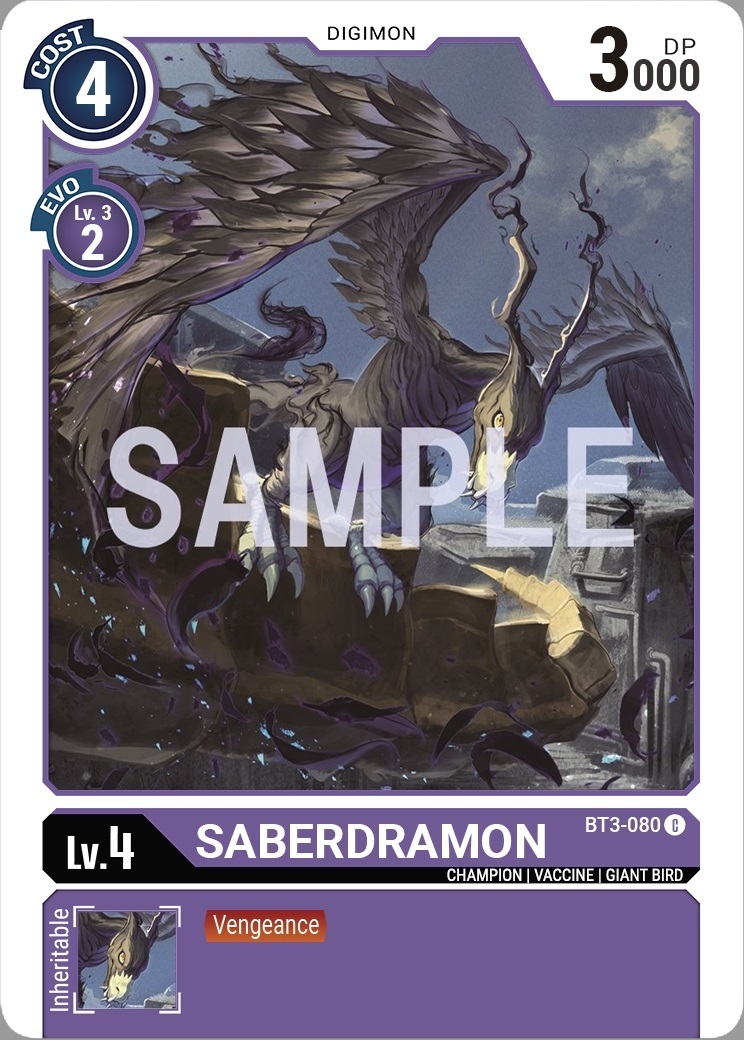 DIGIMON
COST
4
3000
DP
EVO
Lv. 3
2
SAMPLE
Lv.4
SABERDRAMON
BT3-080 C
CHAMPION | VACCINE | GIANT BIRD
Inheritable
Vengeance